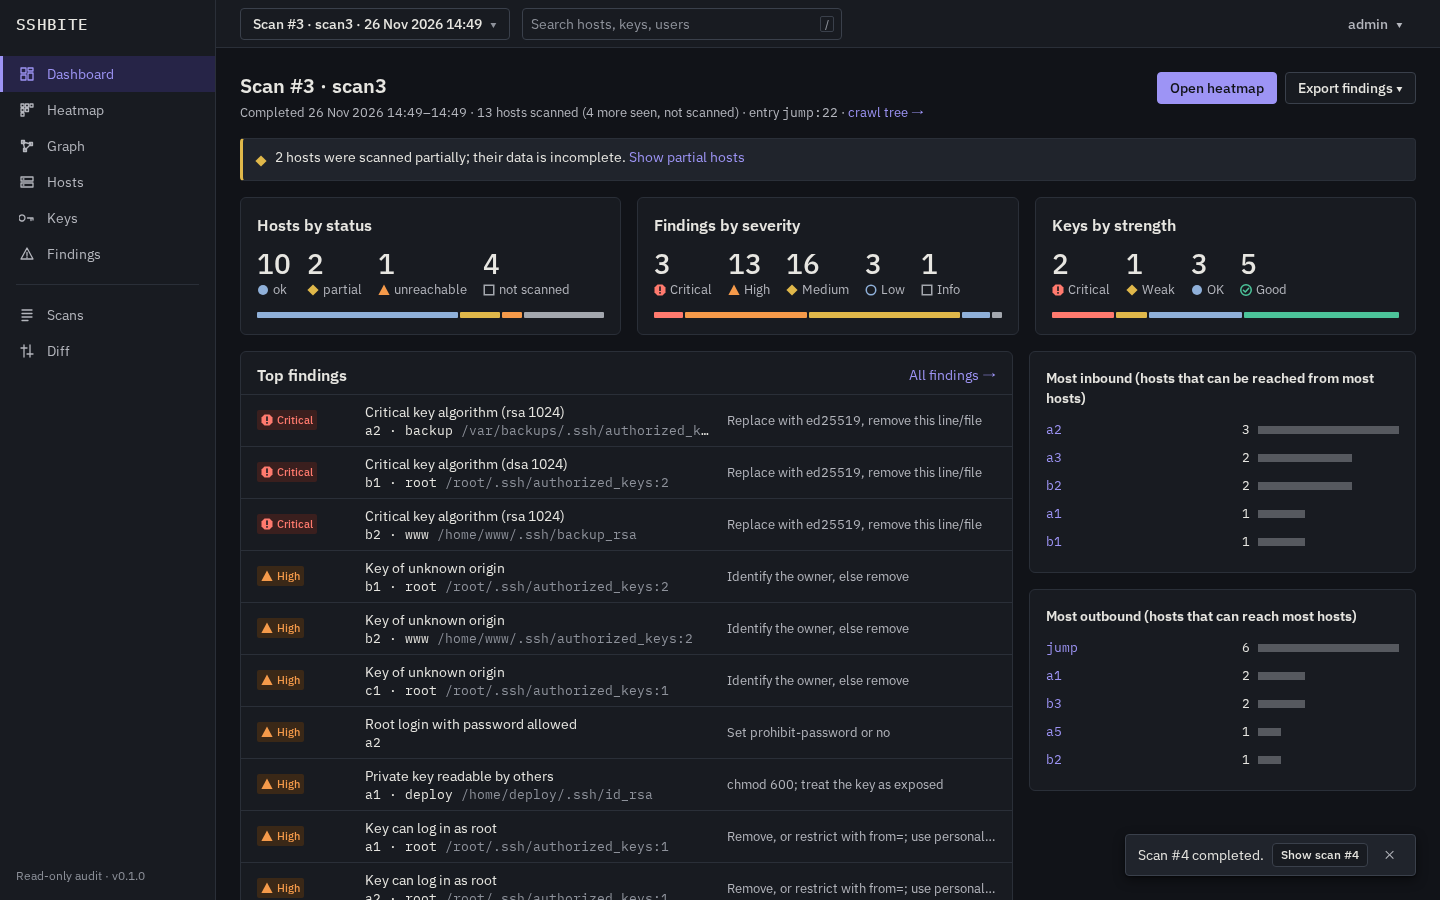 SSHBITE
Scan #3 · scan3 · 26 Nov 2026 14:49 ▾
Search hosts, keys, users
/
admin ▾
Dashboard
Heatmap
Graph
Hosts
Keys
Findings
Scans
Diff
Read-only audit · v0.1.0
Scan #3 · scan3
Completed 26 Nov 2026 14:49–14:49 · 13 hosts scanned (4 more seen, not scanned) · entry jump:22 · crawl tree →
Open heatmap
Export findings ▾
2 hosts were scanned partially; their data is incomplete. Show partial hosts
Hosts by status
10 2 1 4
ok partial unreachable not scanned
Findings by severity
3 13 16 3 1
Critical High Medium Low Info
Keys by strength
2 1 3 5
Critical Weak OK Good
Top findings
All findings →
Critical
Critical key algorithm (rsa 1024)
a2 · backup /var/backups/.ssh/authorized_k…
Replace with ed25519, remove this line/file
Critical
Critical key algorithm (dsa 1024)
b1 · root /root/.ssh/authorized_keys:2
Replace with ed25519, remove this line/file
Critical
Critical key algorithm (rsa 1024)
b2 · www /home/www/.ssh/backup_rsa
Replace with ed25519, remove this line/file
High
Key of unknown origin
b1 · root /root/.ssh/authorized_keys:2
Identify the owner, else remove
High
Key of unknown origin
b2 · www /home/www/.ssh/authorized_keys:2
Identify the owner, else remove
High
Key of unknown origin
c1 · root /root/.ssh/authorized_keys:1
Identify the owner, else remove
High
Root login with password allowed
a2
Set prohibit-password or no
High
Private key readable by others
a1 · deploy /home/deploy/.ssh/id_rsa
chmod 600; treat the key as exposed
High
Key can log in as root
a1 · root /root/.ssh/authorized_keys:1
Remove, or restrict with from=; use personal…
High
Key can log in as root
a2 · root /root/.ssh/authorized_keys:1
Remove, or restrict with from=; use personal…
Most inbound (hosts that can be reached from most
hosts)
a2 3
a3 2
b2 2
a1 1
b1 1
Most outbound (hosts that can reach most hosts)
jump 6
a1 2
b3 2
a5 1
b2 1
Scan #4 completed. Show scan #4 ×